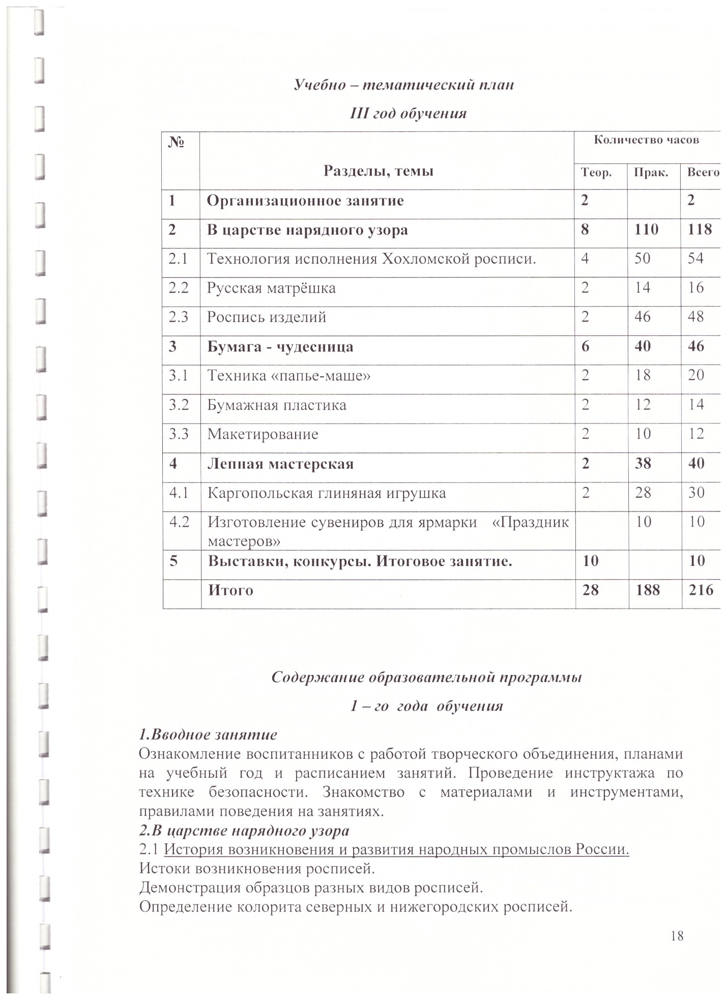 Учебно – тематический план
III год обучения
№ Разделы, темы Количество часов
Теор. Прак. Всего
1 Организационное занятие 2 2
2 В царстве нарядного узора 8 110 118
2.1 Технология исполнения Хохломской росписи. 4 50 54
2.2 Русская матрёшка 2 14 16
2.3 Роспись изделий 2 46 48
3 Бумага - чудесница 6 40 46
3.1 Техника «папье-маше» 2 18 20
3.2 Бумажная пластика 2 12 14
3.3 Макетирование 2 10 12
4 Лепная мастерская 2 38 40
4.1 Каргопольская глиняная игрушка 2 28 30
4.2 Изготовление сувениров для ярмарки «Праздник 10 10
мастеров»
5 Выставки, конкурсы. Итоговое занятие. 10 10
Итого 28 188 216
Содержание образовательной программы
1 – го года обучения
1.Вводное занятие
Ознакомление воспитанников с работой творческого объединения, планами
на учебный год и расписанием занятий. Проведение инструктажа по
технике безопасности. Знакомство с материалами и инструментами,
правилами поведения на занятиях.
2.В царстве нарядного узора
2.1 История возникновения и развития народных промыслов России.
Истоки возникновения росписей.
Демонстрация образцов разных видов росписей.
Определение колорита северных и нижегородских росписей.
18